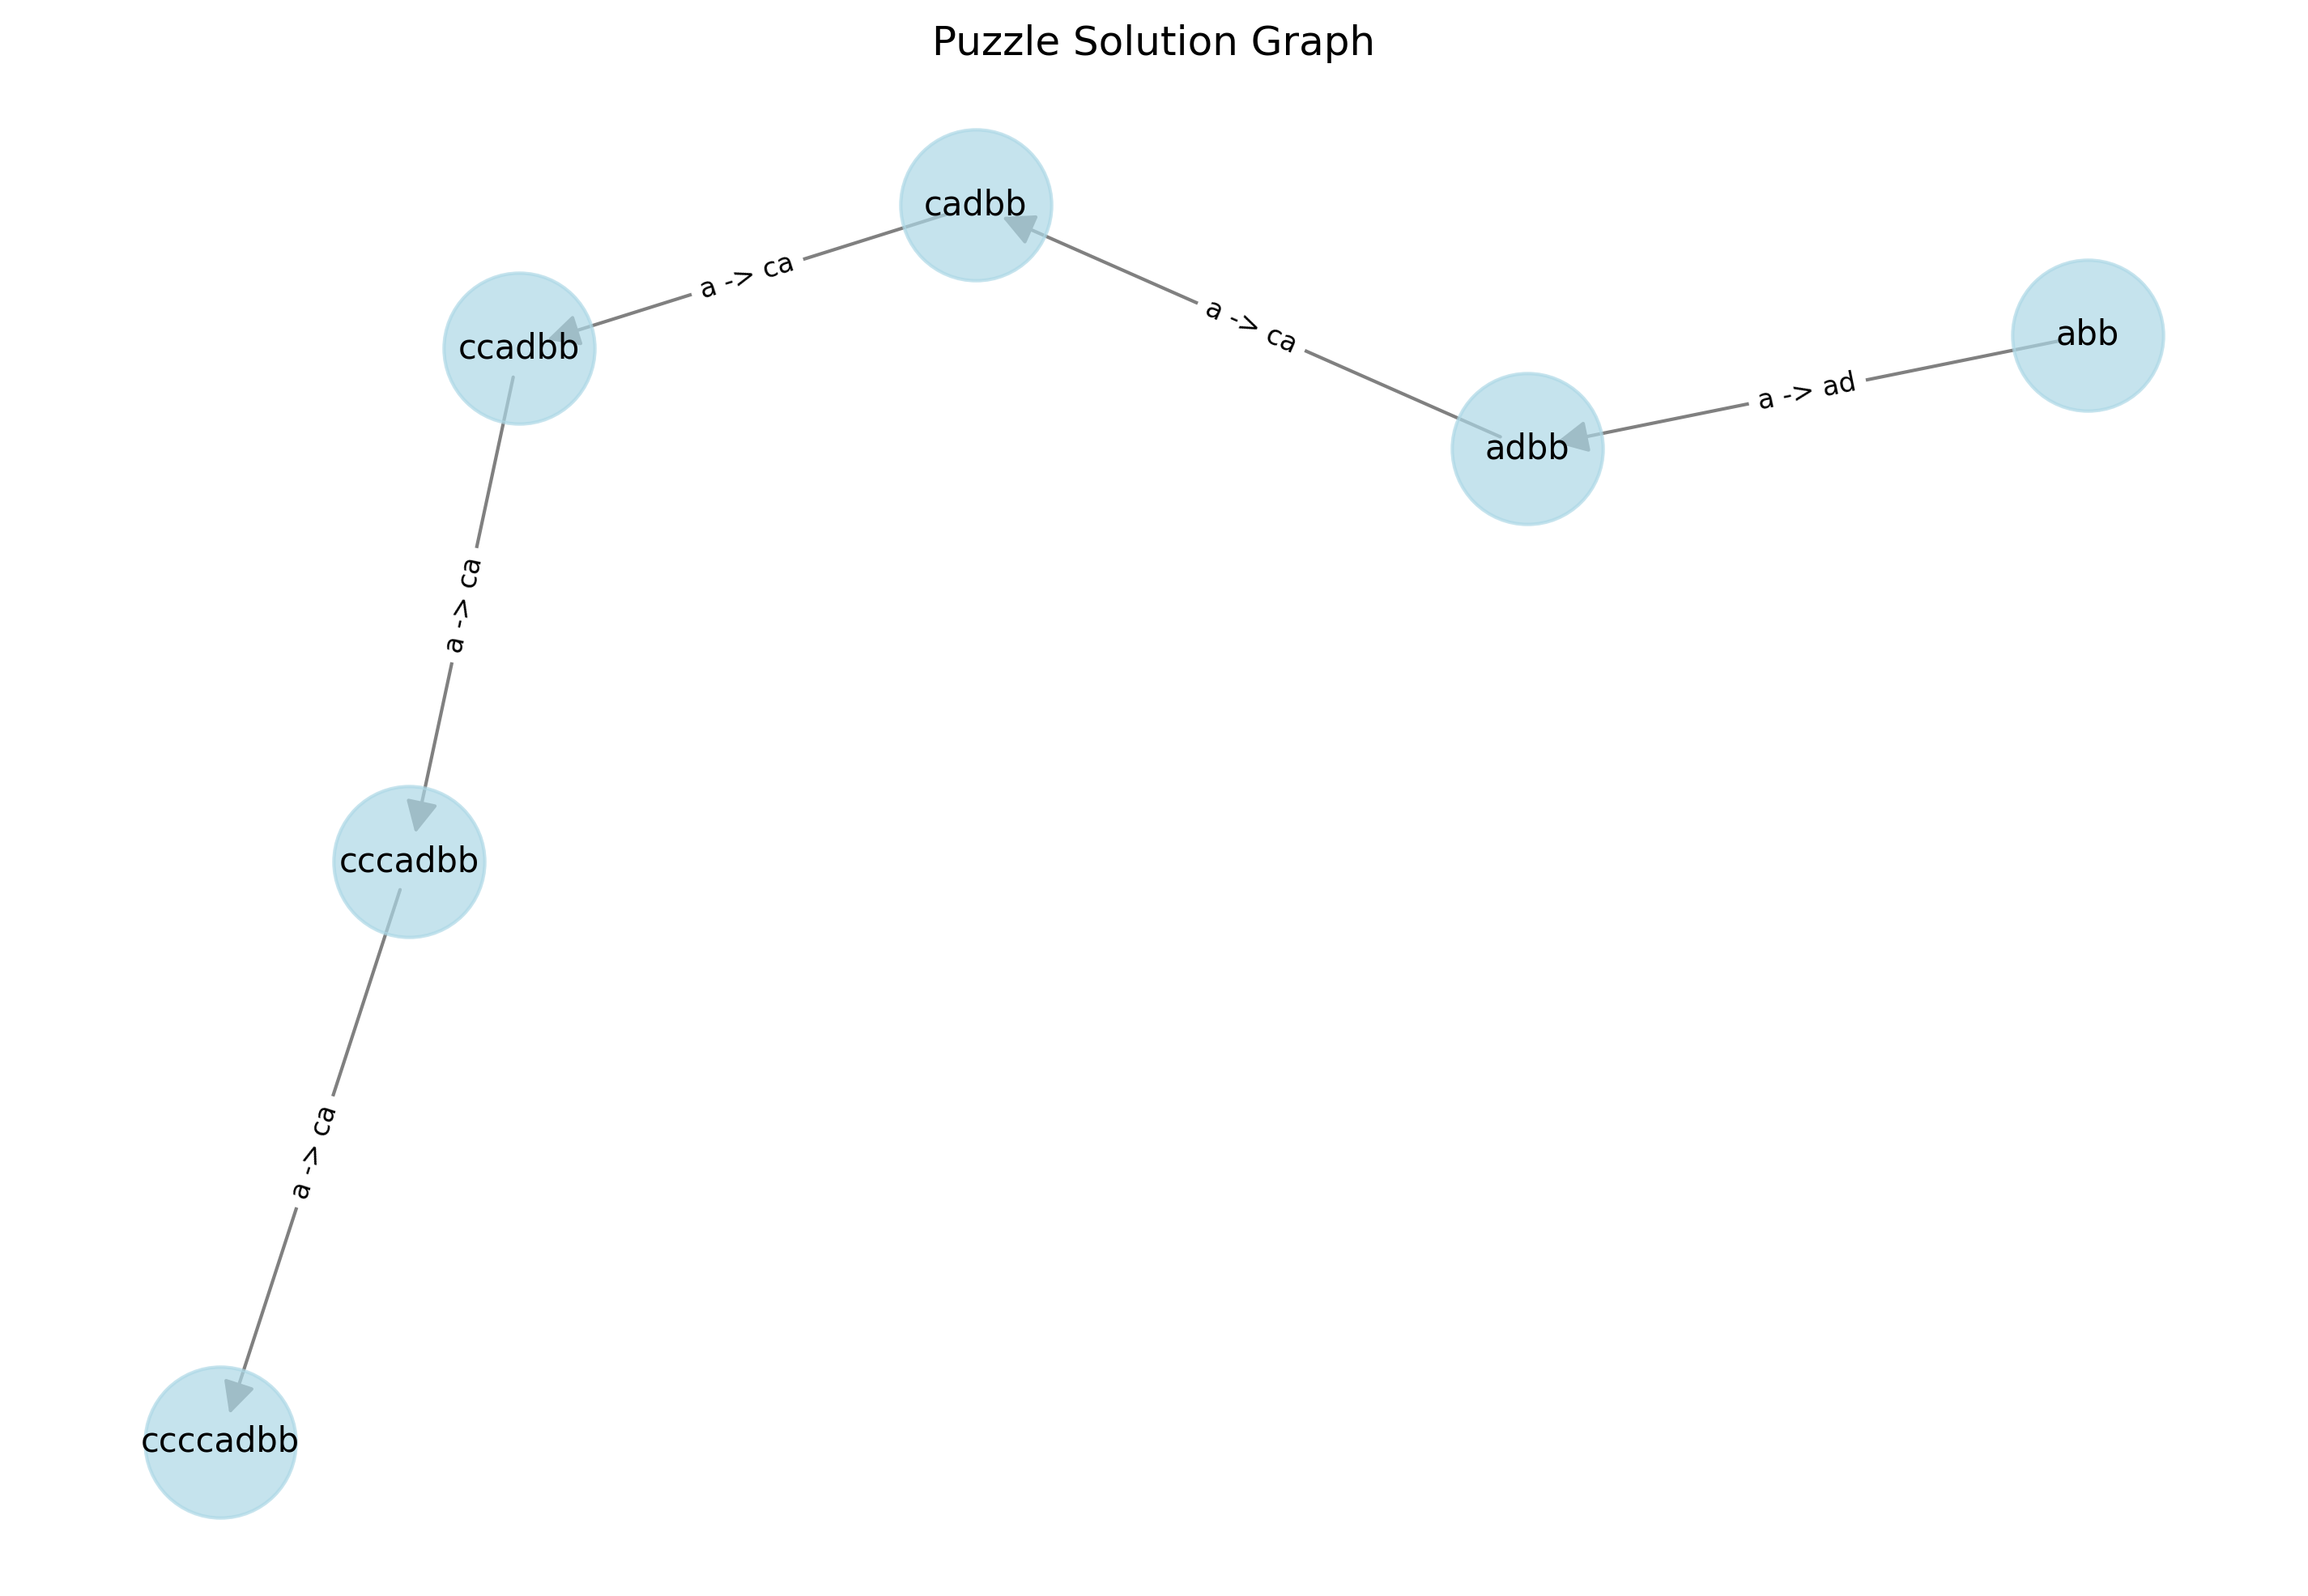 Puzzle Solution Graph
cadbb
a -> ca
ccadbb
a -> ca
abb
a -> ad
adbb
a -> ca
cccadbb
a -> ca
ccccadbb